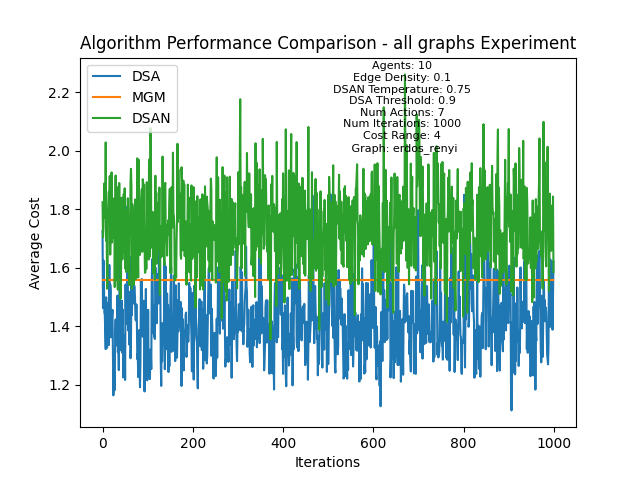 Algorithm Performance Comparison - all graphs Experiment
DSA
MGM
DSAN
Agents: 10
Edge Density: 0.1
DSAN Temperature: 0.75
DSA Threshold: 0.9
Num Actions: 7
Num Iterations: 1000
Cost Range: 4
Graph: erdos_renyi
Average Cost
2.2
2.0
1.8
1.6
1.4
1.2
0 200 400 600 800 1000
Iterations